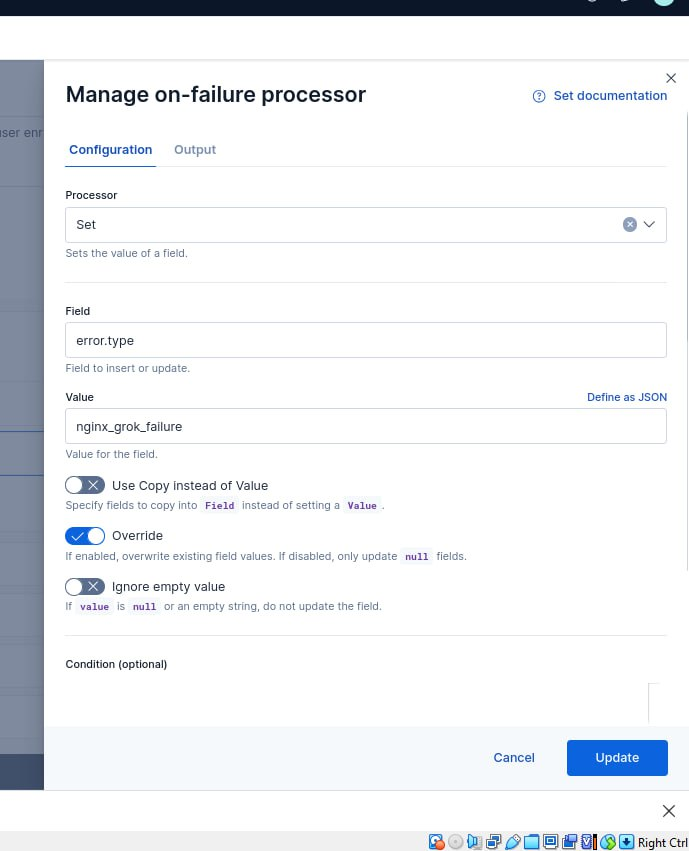 Manage on-failure processor
Set documentation
Configuration
Output
user enr
Processor
Set
Sets the value of a field.
Field
error.type
Field to insert or update.
Value
Define as JSON
nginx_grok_failure
Value for the field.
Use Copy instead of Value
Specify fields to copy into Field instead of setting a Value.
Override
If enabled, overwrite existing field values. If disabled, only update null fields.
Ignore empty value
If value is null or an empty string, do not update the field.
Condition (optional)
Cancel
Update
Right Ctrl